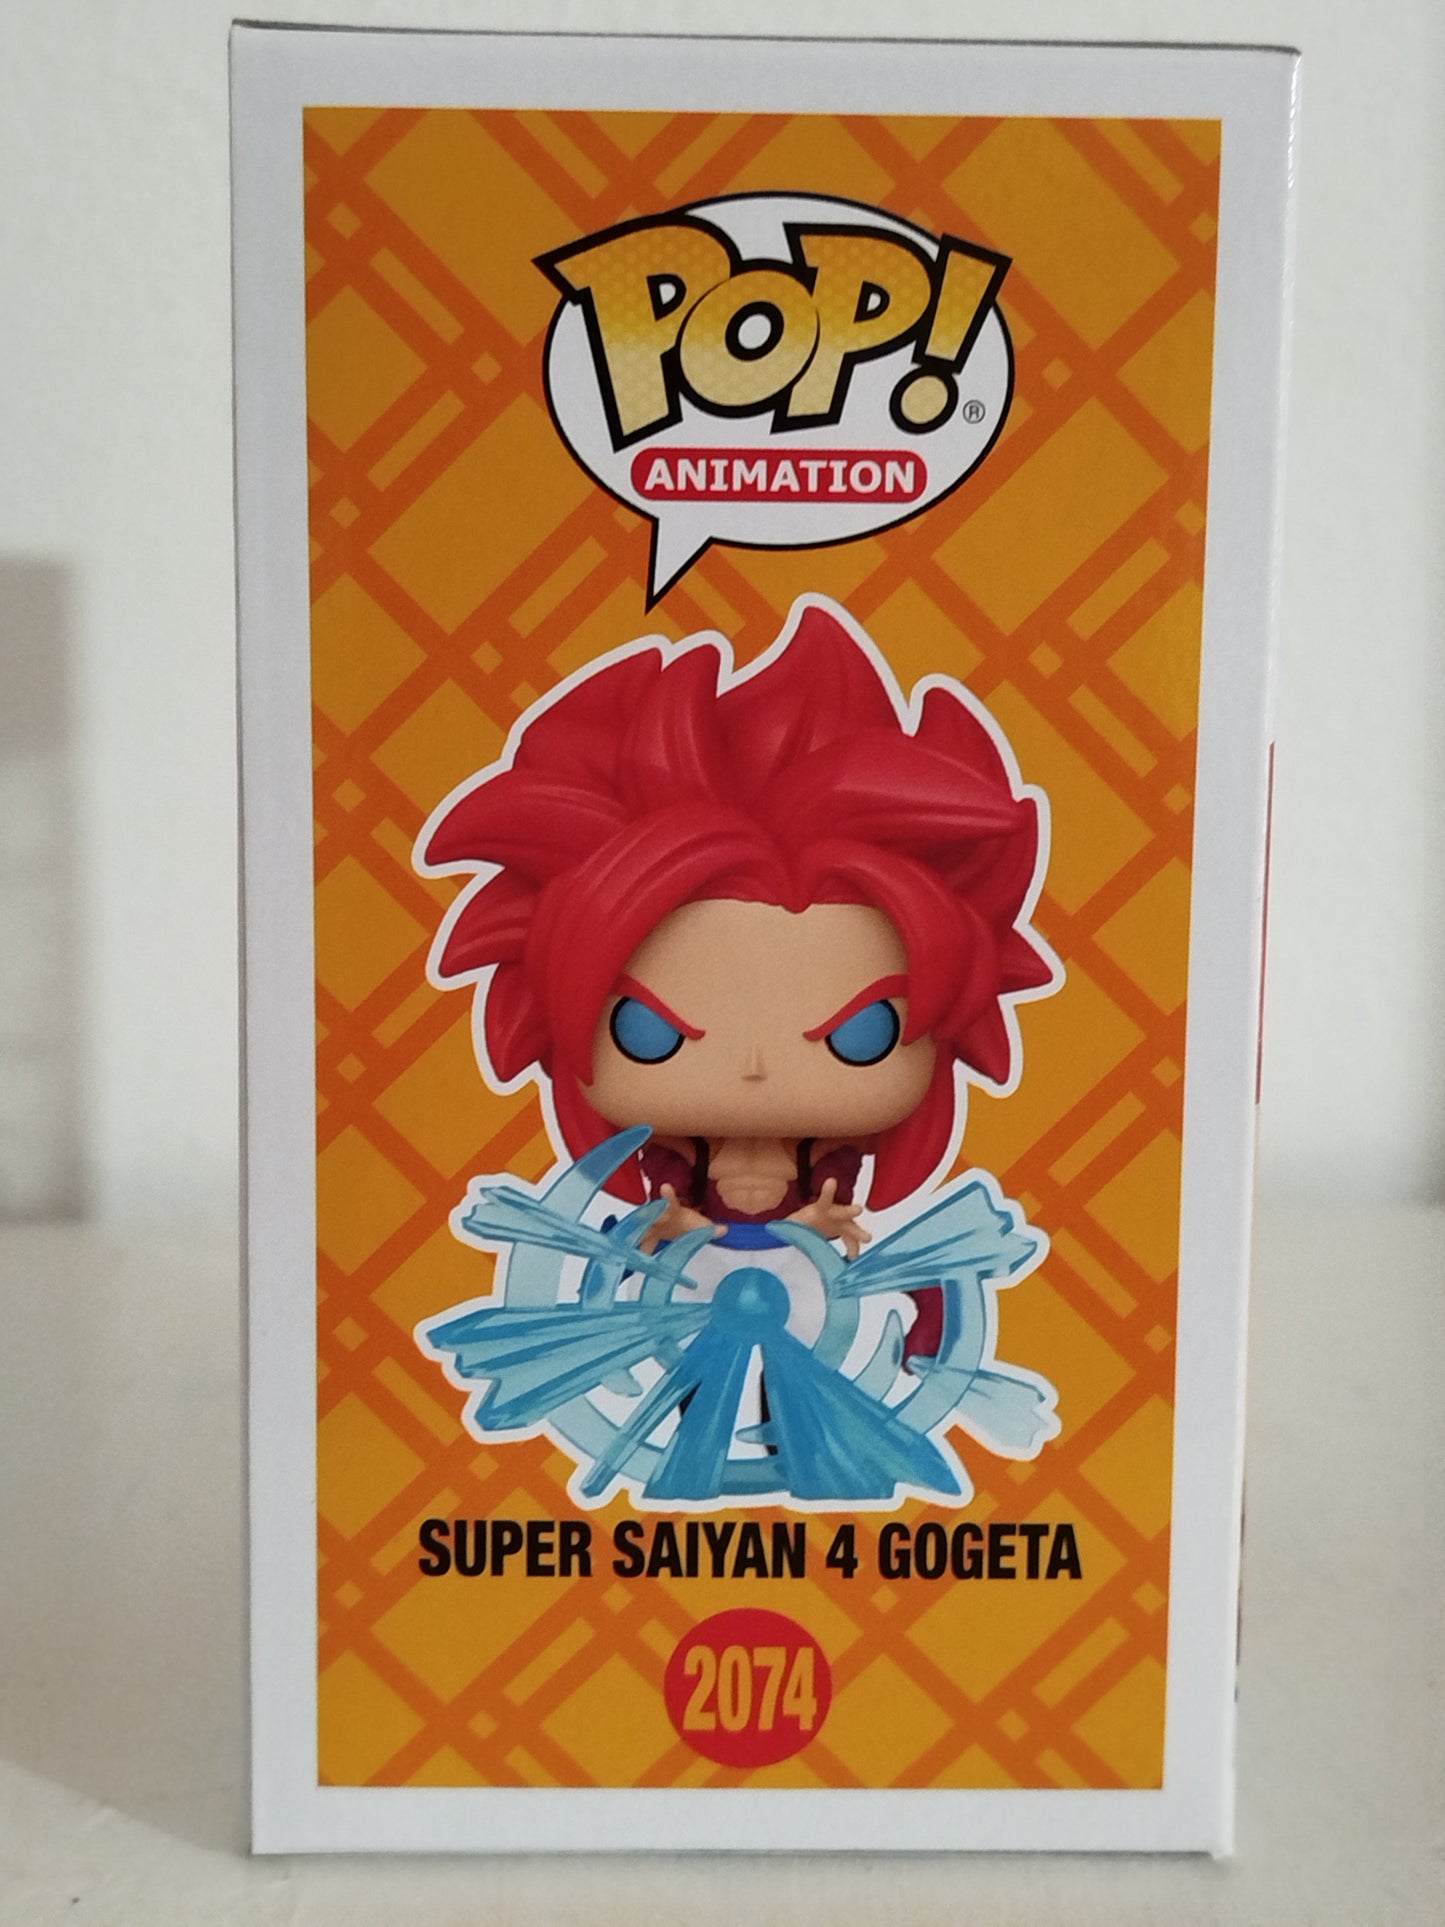 POP!®
ANIMATION
SUPER SAIYAN 4 GOGETA
2074